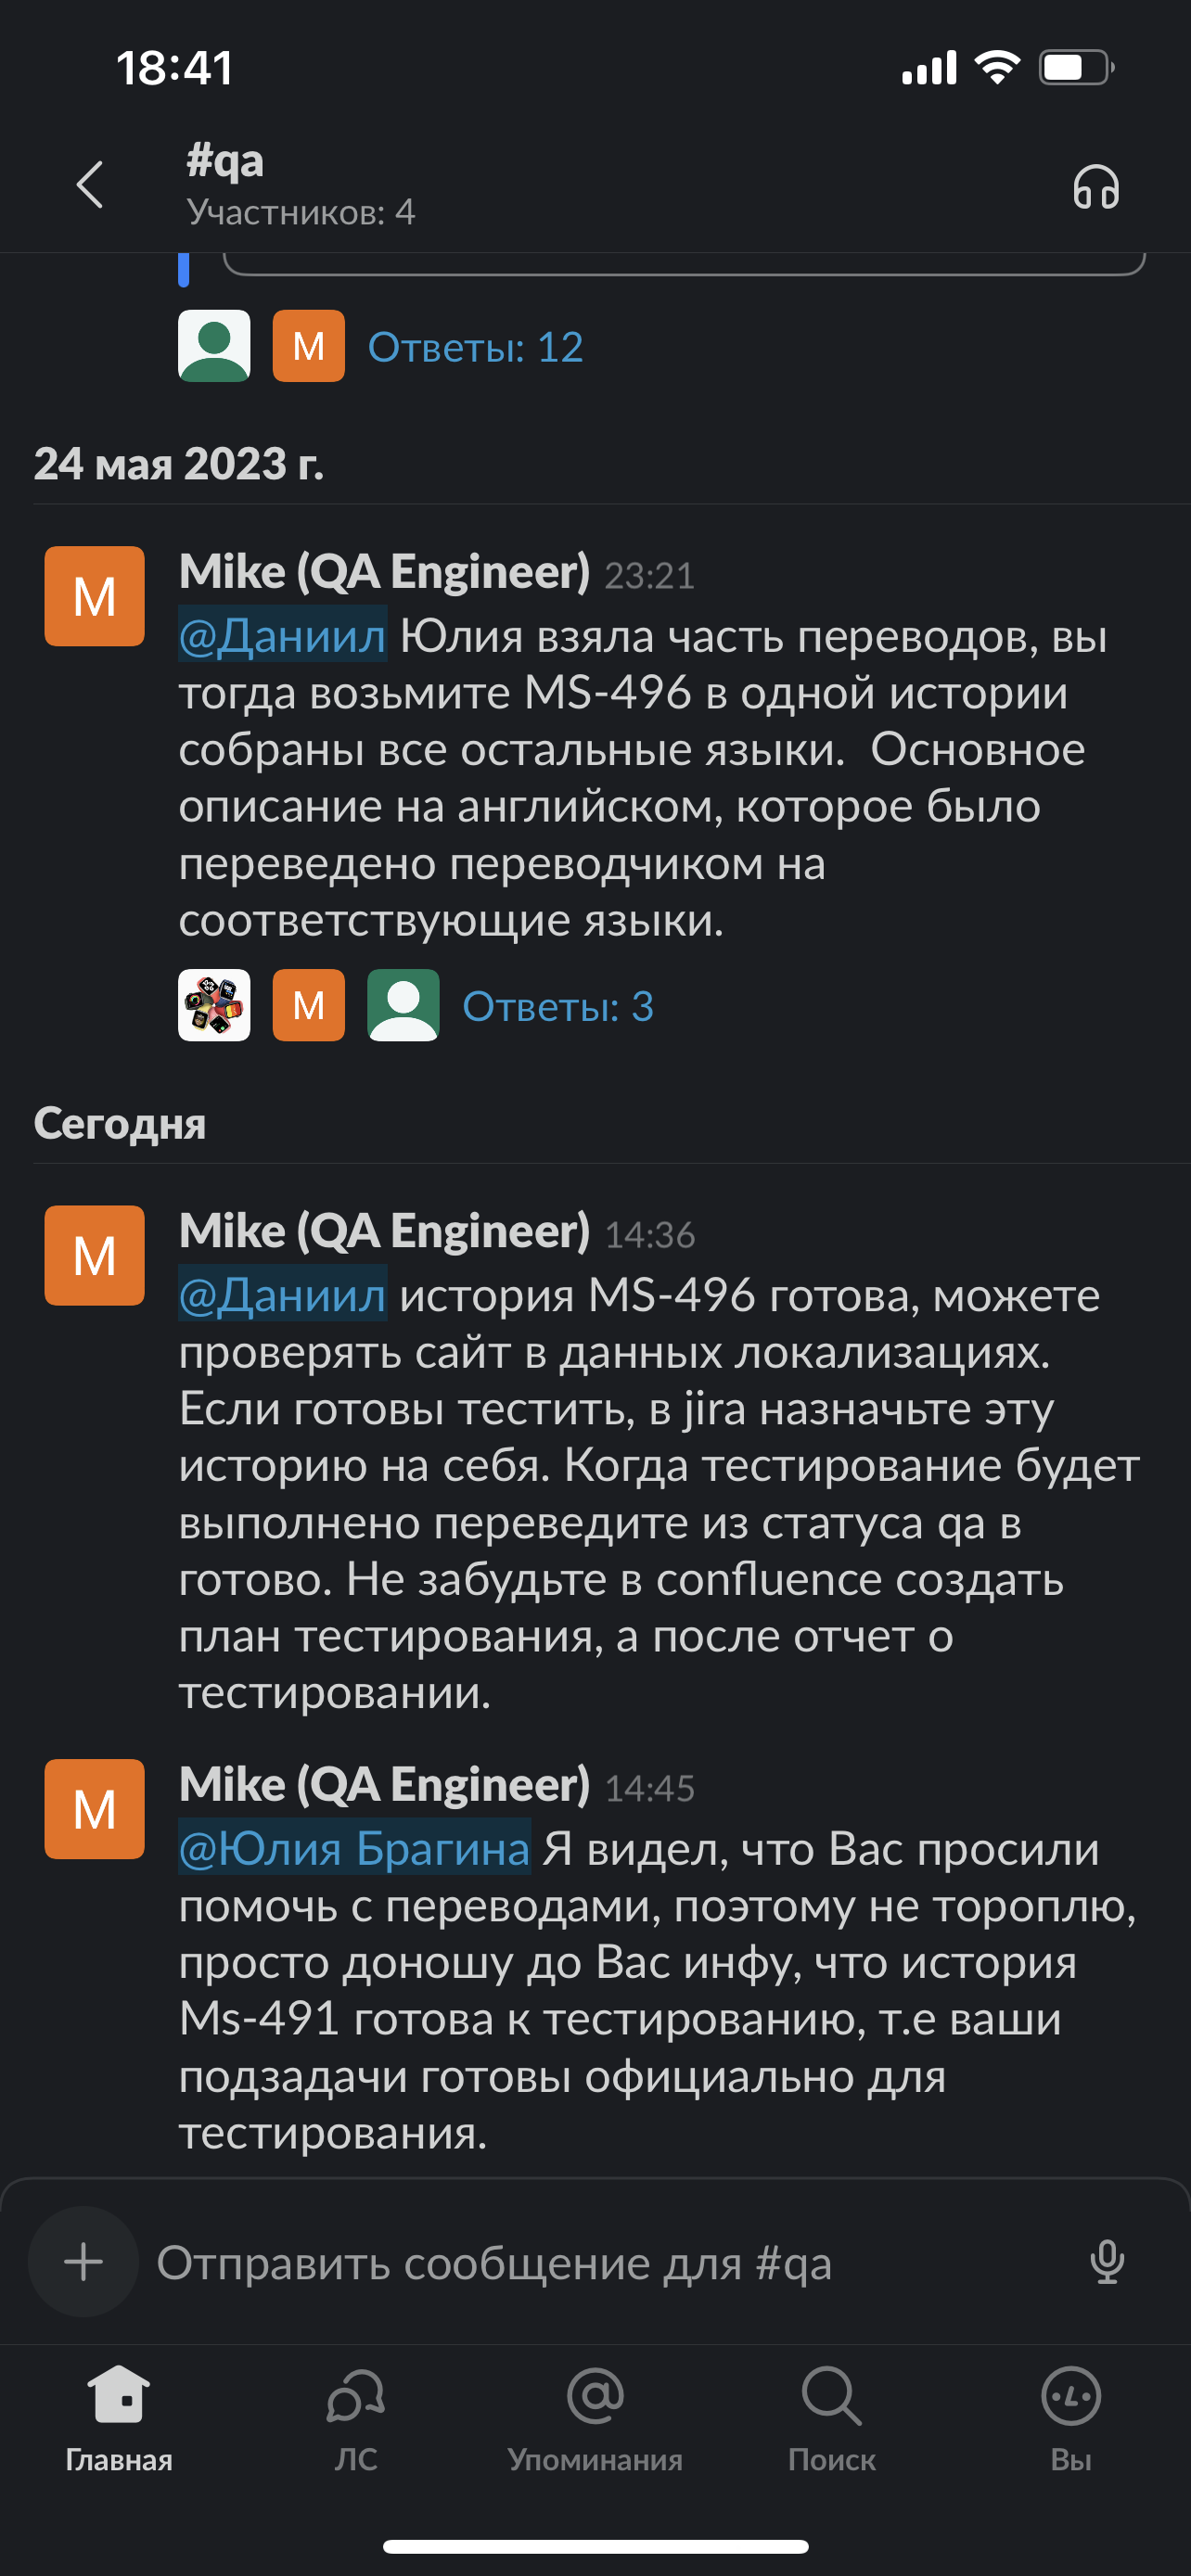 18:41
#qa
Участников: 4
М Ответы: 12
24 мая 2023 г.
M Mike (QA Engineer) 23:21
@Даниил Юлия взяла часть переводов, вы
тогда возьмите MS-496 в одной истории
собраны все остальные языки.  Основное
описание на английском, которое было
переведено переводчиком на
соответствующие языки.
M Ответы: 3
Сегодня
M Mike (QA Engineer) 14:36
@Даниил история MS-496 готова, можете
проверять сайт в данных локализациях.
Если готовы тестить, в jira назначьте эту
историю на себя. Когда тестирование будет
выполнено переведите из статуса qa в
готово. Не забудьте в confluence создать
план тестирования, а после отчет о
тестировании.
M Mike (QA Engineer) 14:45
@Юлия Брагина Я видел, что Вас просили
помочь с переводами, поэтому не тороплю,
просто доношу до Вас инфу, что история
Ms-491 готова к тестированию, т.е ваши
подзадачи готовы официально для
тестирования.
Отправить сообщение для #qa
Главная
ЛС
Упоминания
Поиск
Вы